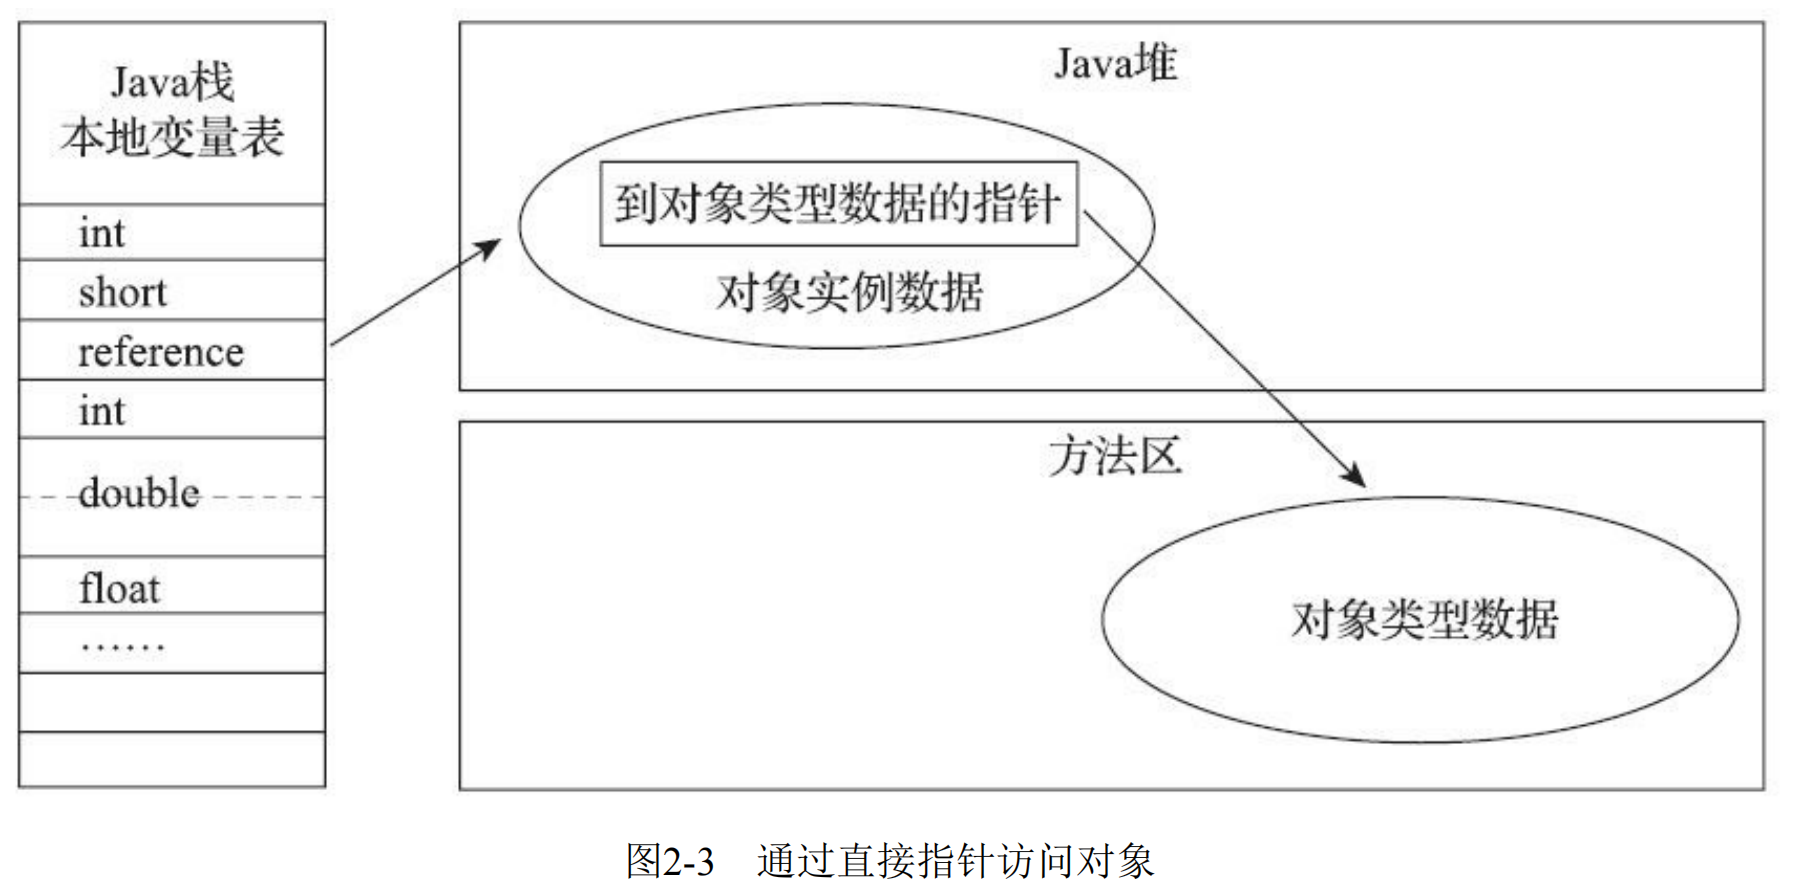 Java栈
本地变量表
int
short
reference
int
double
float
……
Java堆
到对象类型数据的指针
对象实例数据
方法区
对象类型数据
图2-3 通过直接指针访问对象